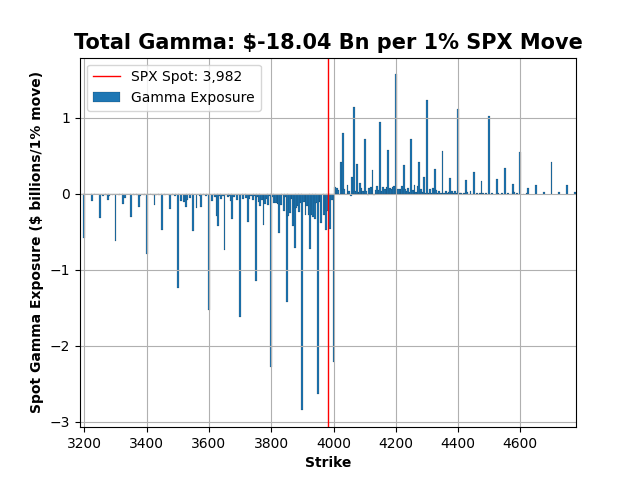 Total Gamma: $-18.04 Bn per 1% SPX Move
SPX Spot: 3,982
Gamma Exposure
Spot Gamma Exposure ($ billions/1% move)
1
0
−1
−2
−3
3200 3400 3600 3800 4000 4200 4400 4600
Strike